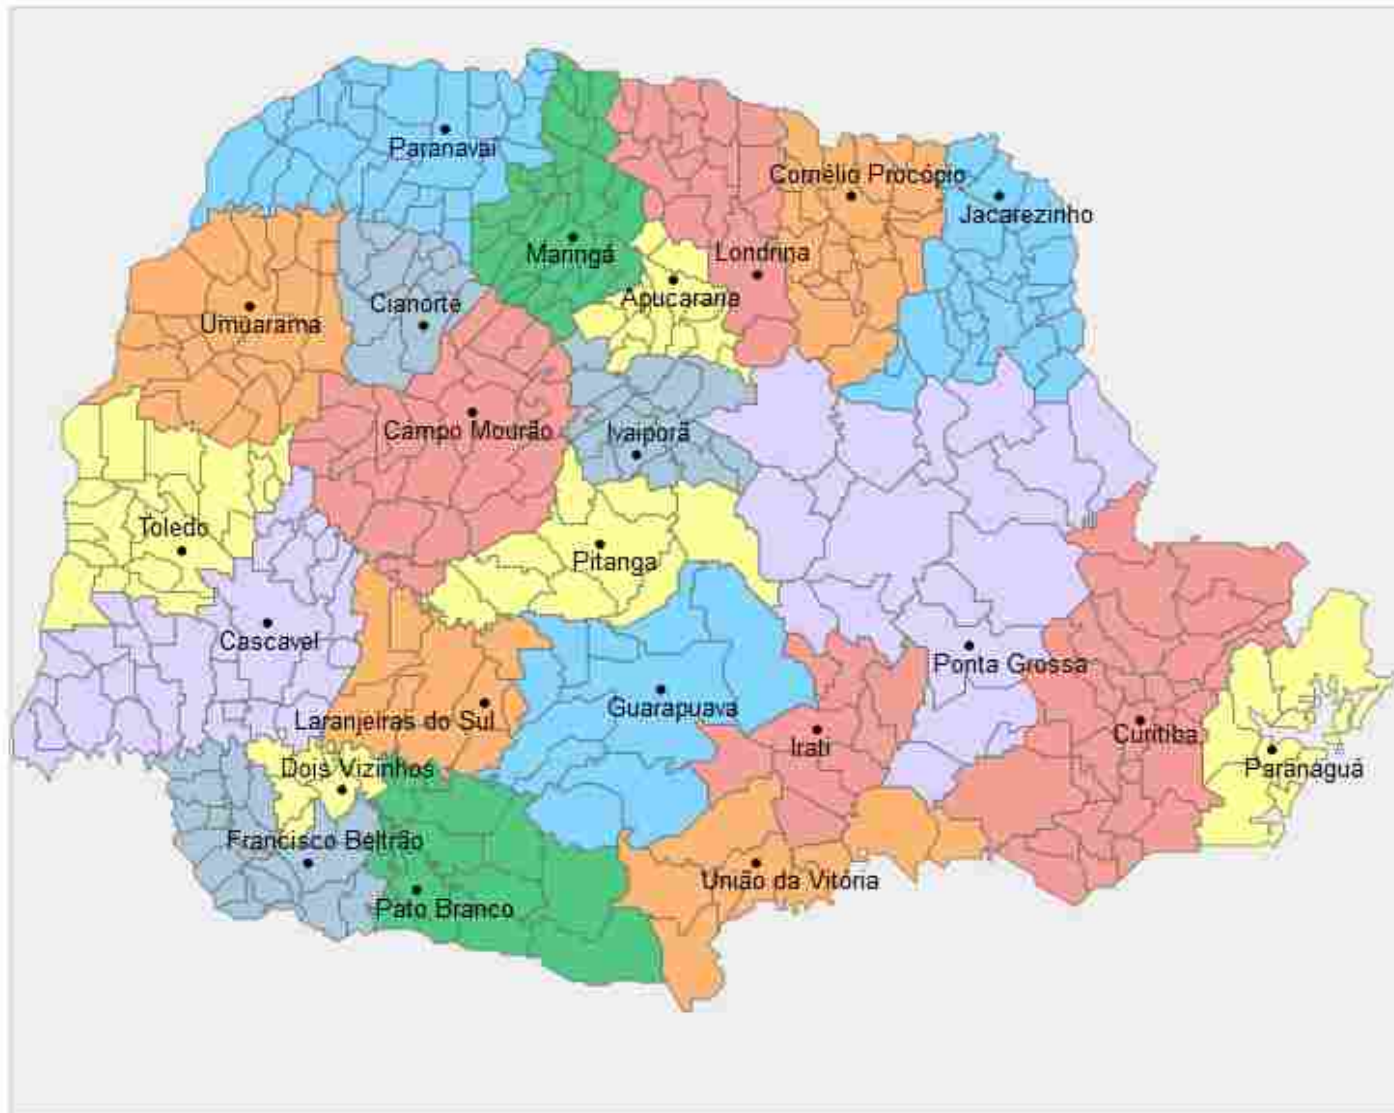 Paranavaí
Cornélio Procópio
Jacarezinho
Maringá
Londrina
Apucarana
Cianorte
Umuarama
Campo Mourão
Ivaiporã
Toledo
Pitanga
Cascavel
Ponta Grossa
Guarapuava
Laranjeiras do Sul
Irati
Curitiba
Dois Vizinhos
Paranaguá
Francisco Beltrão
União da Vitória
Pato Branco